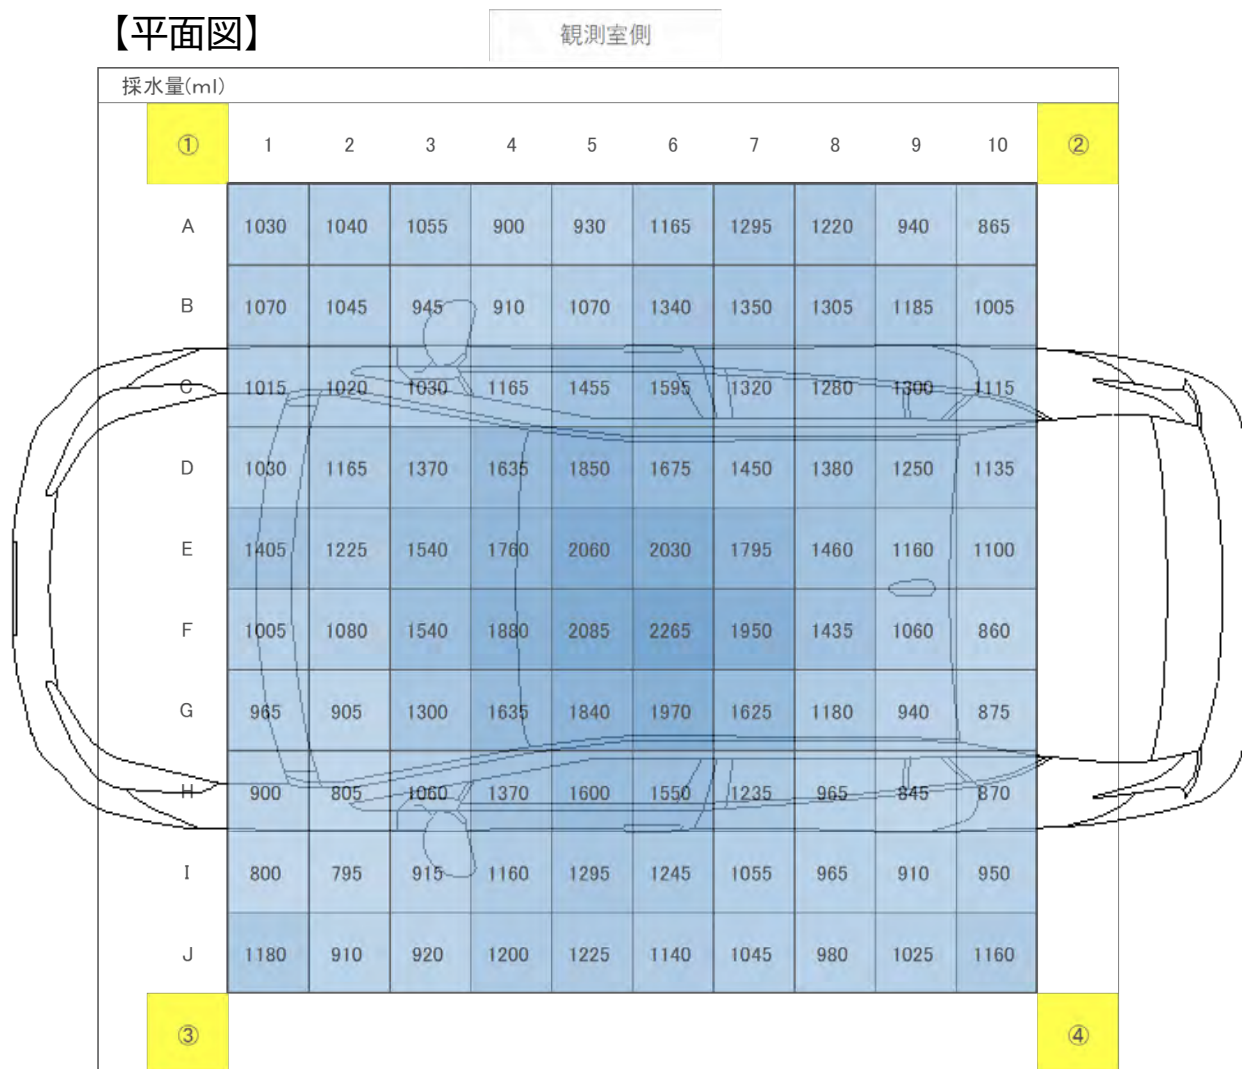 【平面図】
観測室側
採水量(ml)
① 1 2 3 4 5 6 7 8 9 10 ②
A 1030 1040 1055 900 930 1165 1295 1220 940 865
B 1070 1045 945 910 1070 1340 1350 1305 1185 1005
C 1015 1020 1030 1165 1455 1595 1320 1280 1300 1115
D 1030 1165 1370 1635 1850 1675 1450 1380 1250 1135
E 1405 1225 1540 1760 2060 2030 1795 1460 1160 1100
F 1005 1080 1540 1880 2085 2265 1950 1435 1060 860
G 965 905 1300 1635 1840 1970 1625 1180 940 875
H 900 805 1060 1370 1600 1550 1235 965 845 870
I 800 795 915 1160 1295 1245 1055 965 910 950
J 1180 910 920 1200 1225 1140 1045 980 1025 1160
③ ④